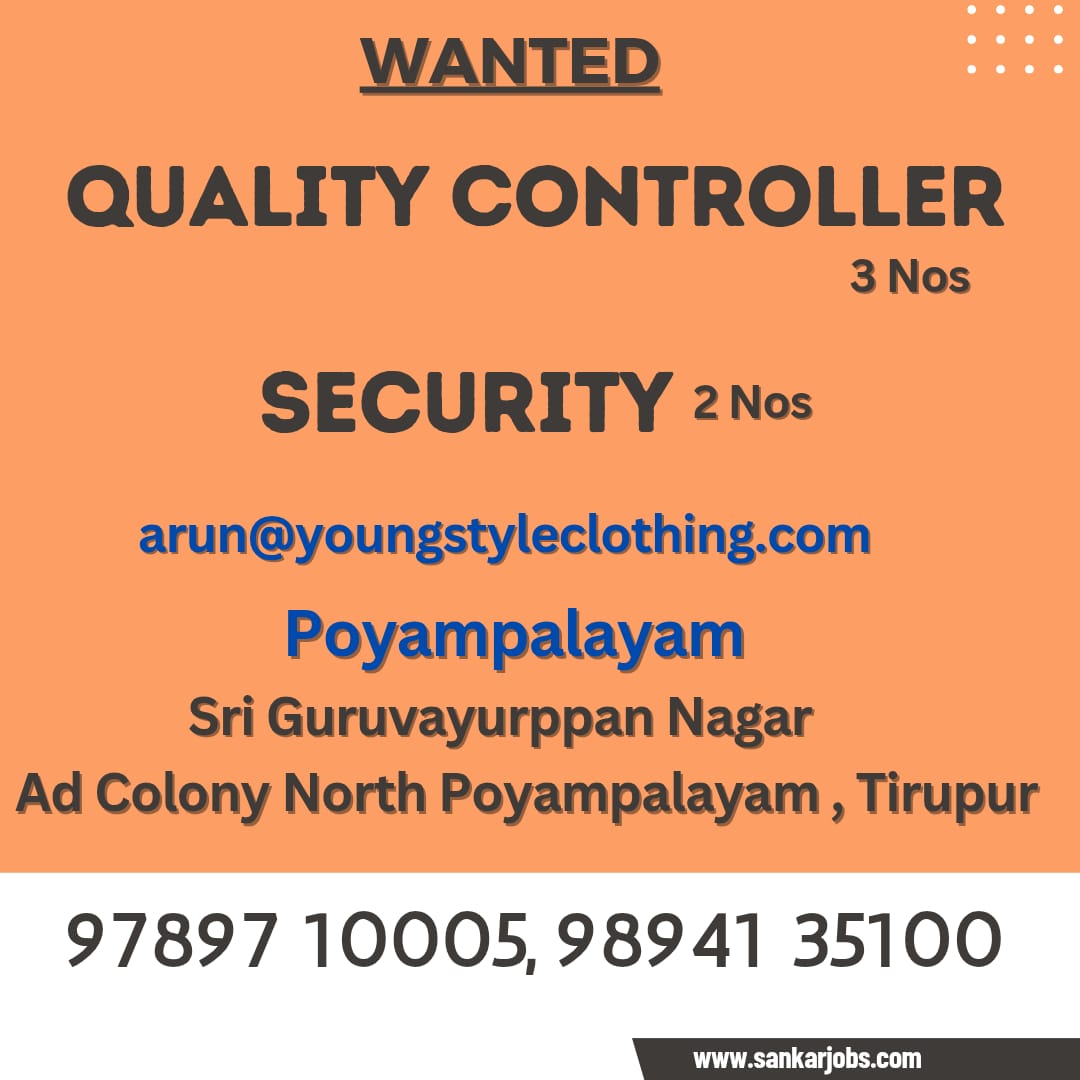 WANTED
QUALITY CONTROLLER
3 Nos
SECURITY 2 Nos
arun@youngstyleclothing.com
Poyampalayam
Sri Guruvayurppan Nagar
Ad Colony North Poyampalayam , Tirupur
97897 10005, 98941 35100
www.sankarjobs.com